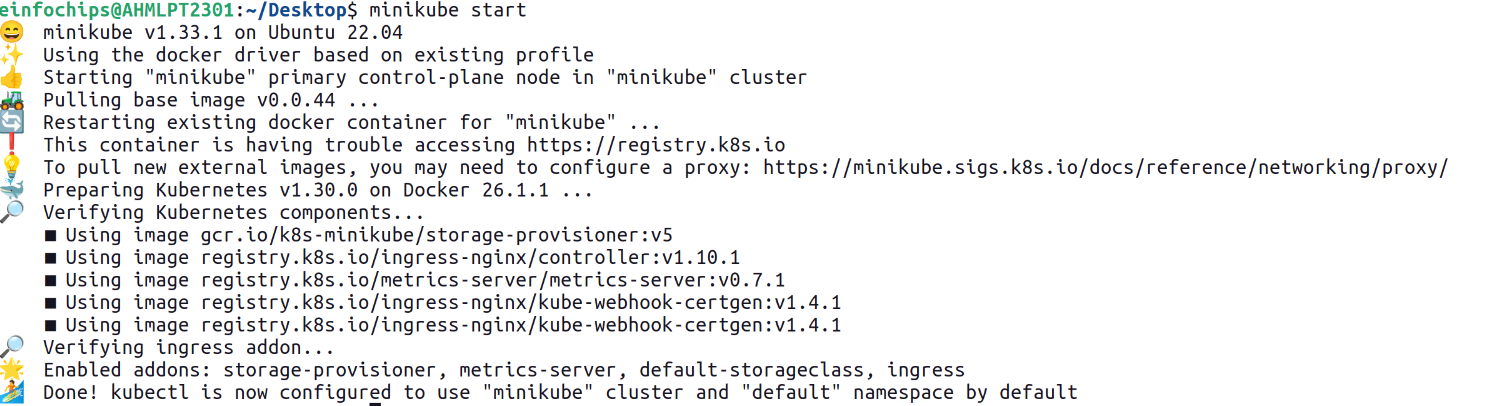 einfochips@AHMLPT2301:~/Desktop$ minikube start
😄 minikube v1.33.1 on Ubuntu 22.04
✨ Using the docker driver based on existing profile
👍 Starting "minikube" primary control-plane node in "minikube" cluster
🚜 Pulling base image v0.0.44 ...
🔄 Restarting existing docker container for "minikube" ...
❗ This container is having trouble accessing https://registry.k8s.io
💡 To pull new external images, you may need to configure a proxy: https://minikube.sigs.k8s.io/docs/reference/networking/proxy/
🐳 Preparing Kubernetes v1.30.0 on Docker 26.1.1 ...
🔎 Verifying Kubernetes components...
■ Using image gcr.io/k8s-minikube/storage-provisioner:v5
■ Using image registry.k8s.io/ingress-nginx/controller:v1.10.1
■ Using image registry.k8s.io/metrics-server/metrics-server:v0.7.1
■ Using image registry.k8s.io/ingress-nginx/kube-webhook-certgen:v1.4.1
■ Using image registry.k8s.io/ingress-nginx/kube-webhook-certgen:v1.4.1
🔎 Verifying ingress addon...
🌟 Enabled addons: storage-provisioner, metrics-server, default-storageclass, ingress
🏄 Done! kubectl is now configured to use "minikube" cluster and "default" namespace by default